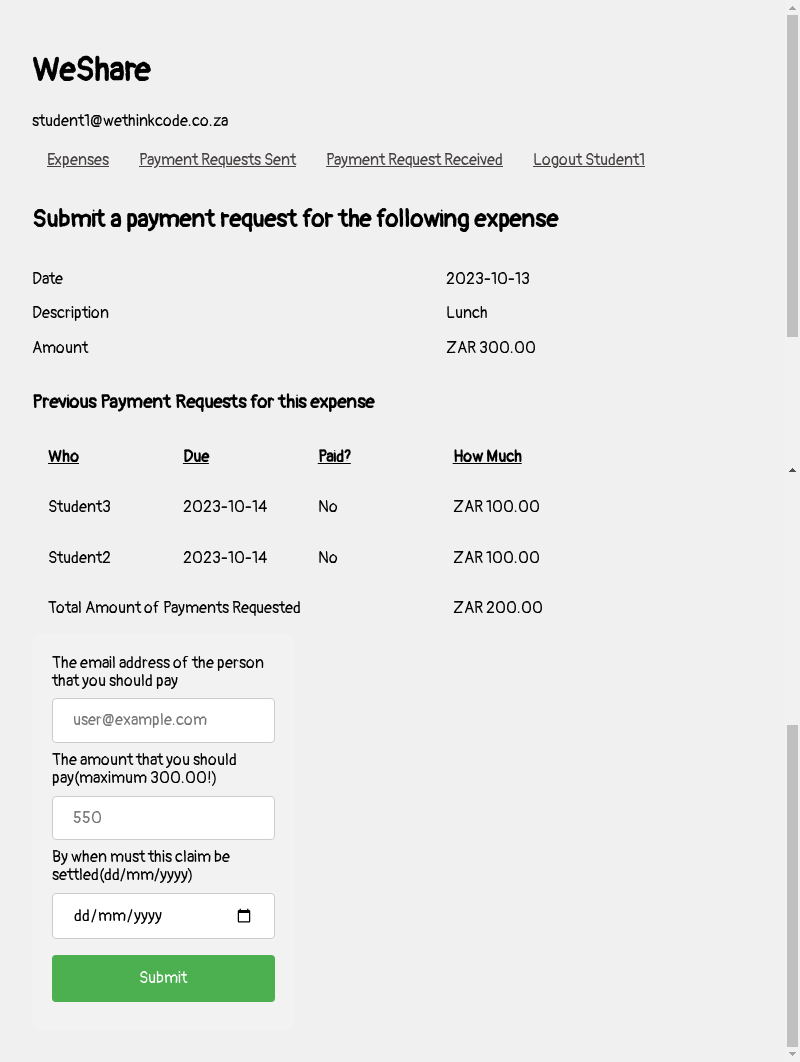 WeShare
student1@wethinkcode.co.za
Expenses Payment Requests Sent Payment Request Received Logout Student1
Submit a payment request for the following expense
Date 2023-10-13
Description Lunch
Amount ZAR 300.00
Previous Payment Requests for this expense
Who Due Paid? How Much
Student3 2023-10-14 No ZAR 100.00
Student2 2023-10-14 No ZAR 100.00
Total Amount of Payments Requested ZAR 200.00
The email address of the person
that you should pay
user@example.com
The amount that you should
pay(maximum 300.00!)
550
By when must this claim be
settled(dd/mm/yyyy)
dd/mm/yyyy
Submit